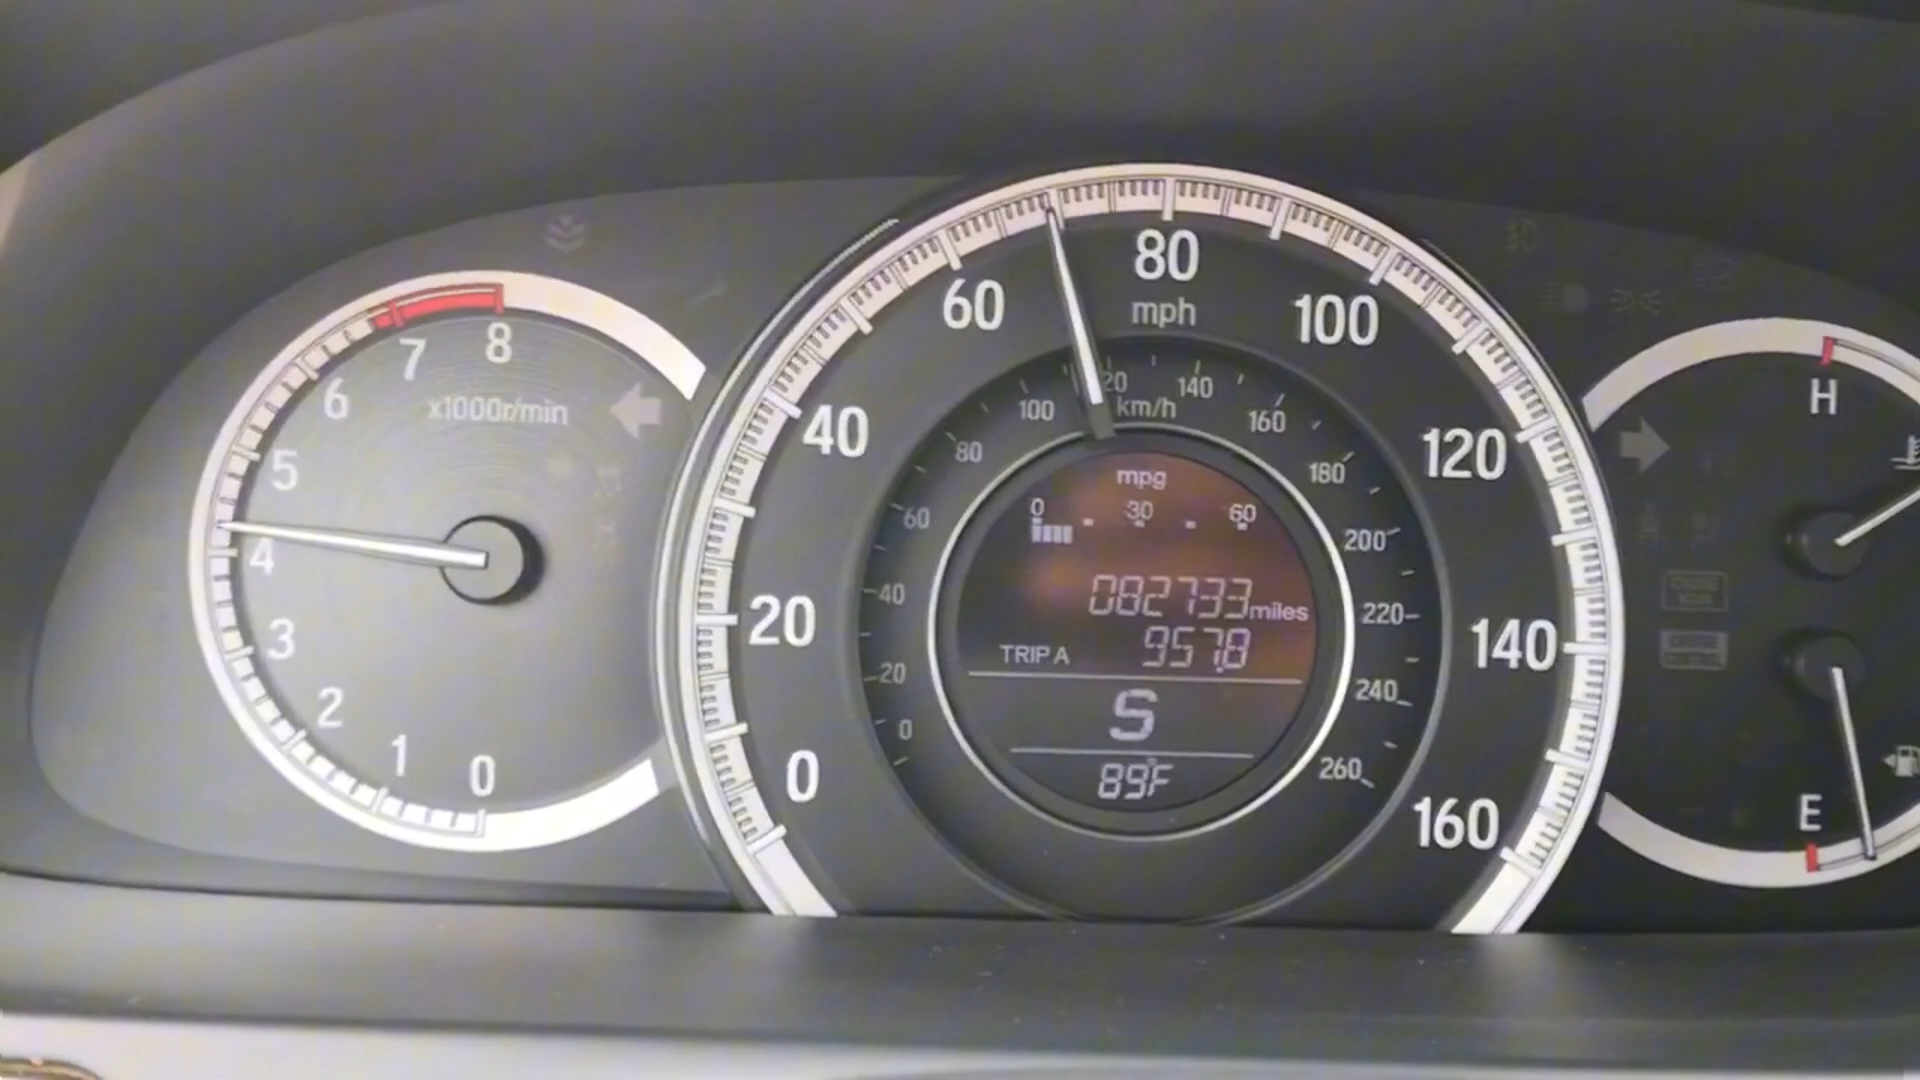 8
7
6
5
4
3
2
1
0
x1000r/min
0
20
40
60
80
100
120
140
160
mph
0
20
40
60
80
100
120
140
160
180
200
220
240
260
km/h
mpg
0 30 60
082733 miles
TRIP A 957.8
S
89°F
H
E